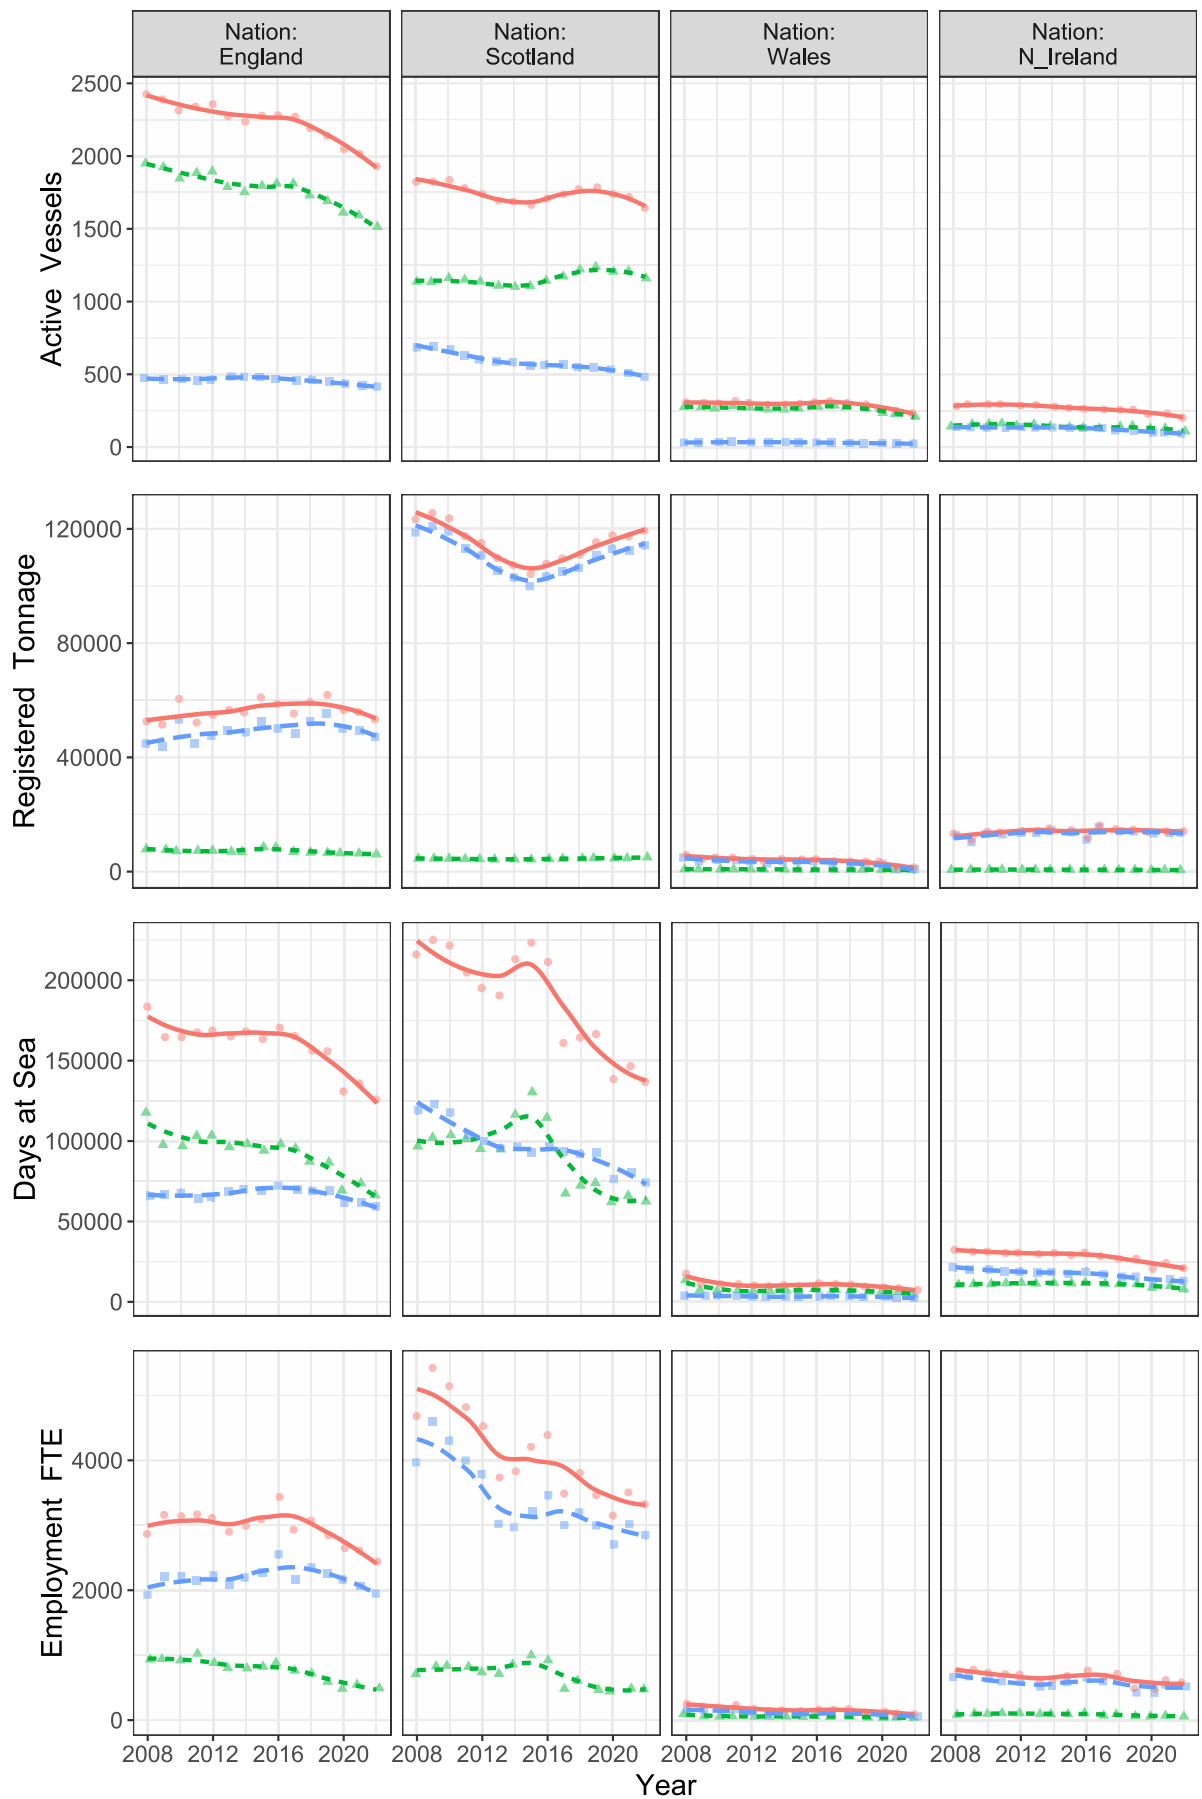 Nation:
England
Nation:
Scotland
Nation:
Wales
Nation:
N_Ireland
Active Vessels
2500
2000
1500
1000
500
0
Registered Tonnage
120000
80000
40000
0
Days at Sea
200000
150000
100000
50000
0
Employment FTE
4000
2000
0
2008 2012 2016 2020 2008 2012 2016 2020 2008 2012 2016 2020 2008 2012 2016 2020
Year